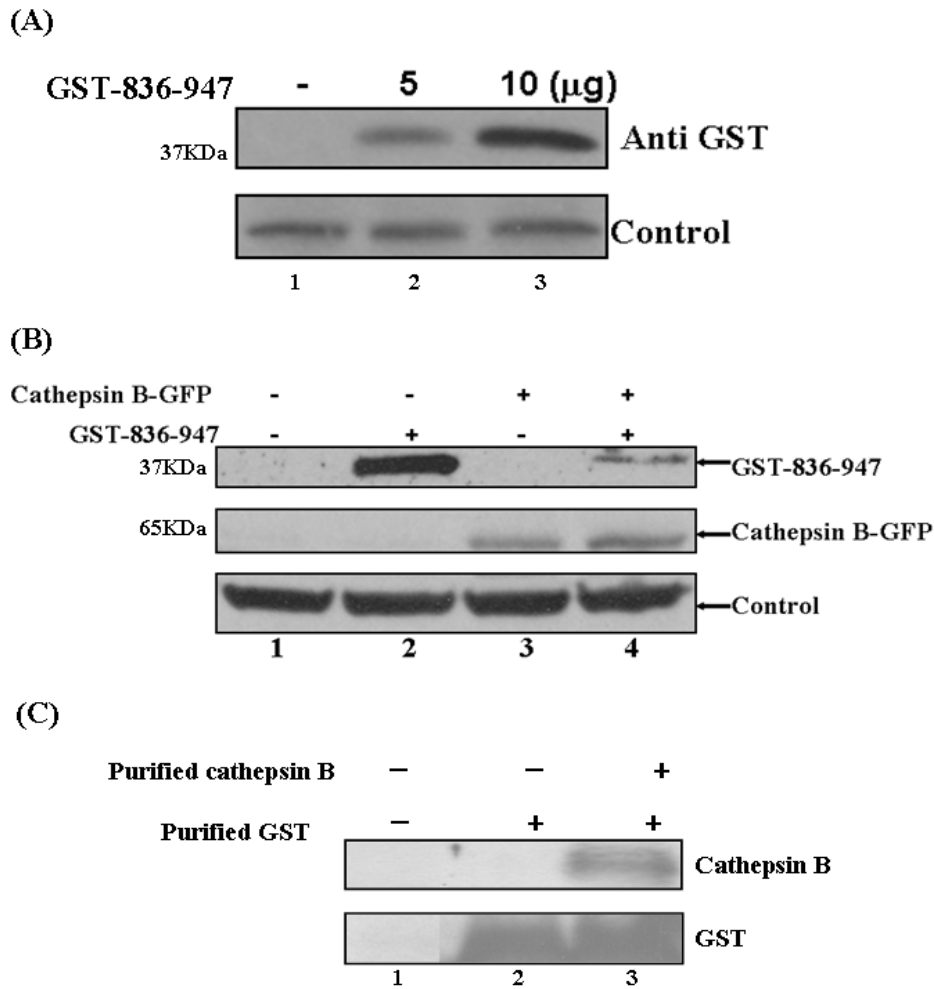 (A)
GST-836-947 - 5 10 (µg)
37KDa
Anti GST
Control
1 2 3
(B)
Cathepsin B-GFP - - + +
GST-836-947 - + - +
37KDa
GST-836-947
65KDa
Cathepsin B-GFP
Control
1 2 3 4
(C)
Purified cathepsin B – – +
Purified GST – + +
Cathepsin B
GST
1 2 3